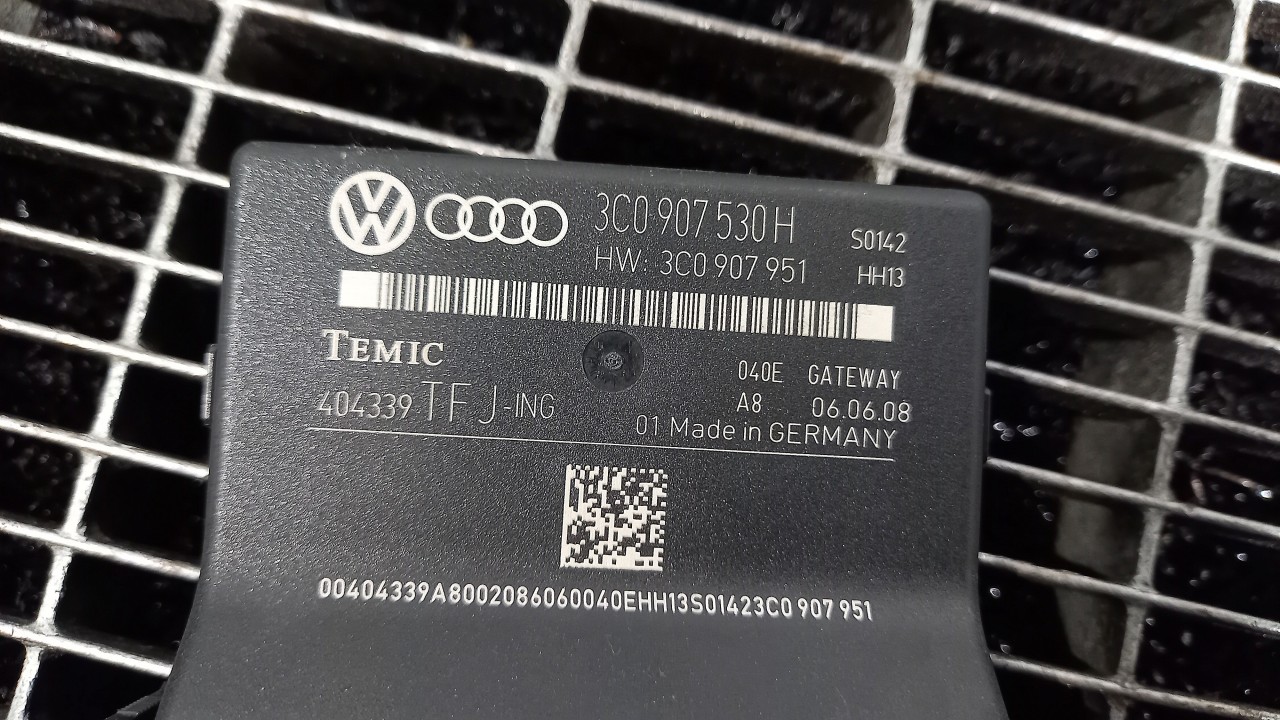 3C0 907 530 H
S0142
HW: 3C0 907 951
HH13
TEMIC
040E GATEWAY
404339 TFJ-ING
A8 06.06.08
01 Made in GERMANY
00404339A8002086060040EHH13S01423C0 907 951